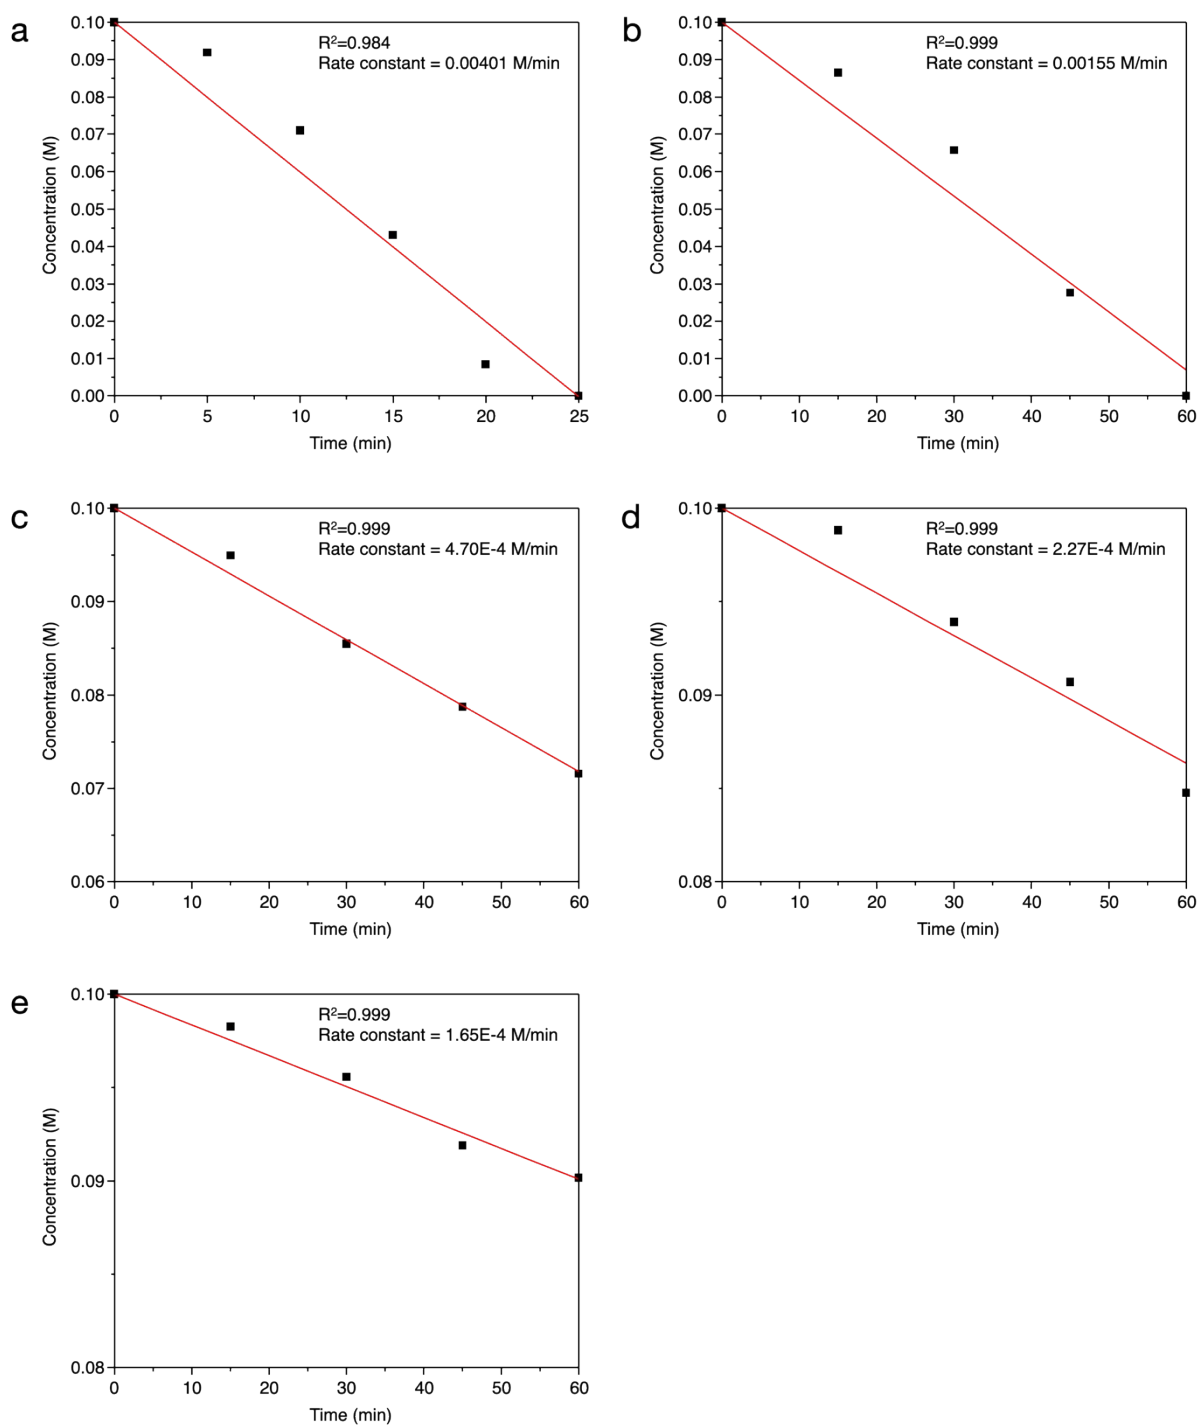 a
R²=0.984
Rate constant = 0.00401 M/min
Concentration (M)
0.10
0.09
0.08
0.07
0.06
0.05
0.04
0.03
0.02
0.01
0.00
0 5 10 15 20 25
Time (min)
b
R²=0.999
Rate constant = 0.00155 M/min
Concentration (M)
0.10
0.09
0.08
0.07
0.06
0.05
0.04
0.03
0.02
0.01
0.00
0 10 20 30 40 50 60
Time (min)
c
R²=0.999
Rate constant = 4.70E-4 M/min
Concentration (M)
0.10
0.09
0.08
0.07
0.06
0 10 20 30 40 50 60
Time (min)
d
R²=0.999
Rate constant = 2.27E-4 M/min
Concentration (M)
0.10
0.09
0.08
0 10 20 30 40 50 60
Time (min)
e
R²=0.999
Rate constant = 1.65E-4 M/min
Concentration (M)
0.10
0.09
0.08
0 10 20 30 40 50 60
Time (min)